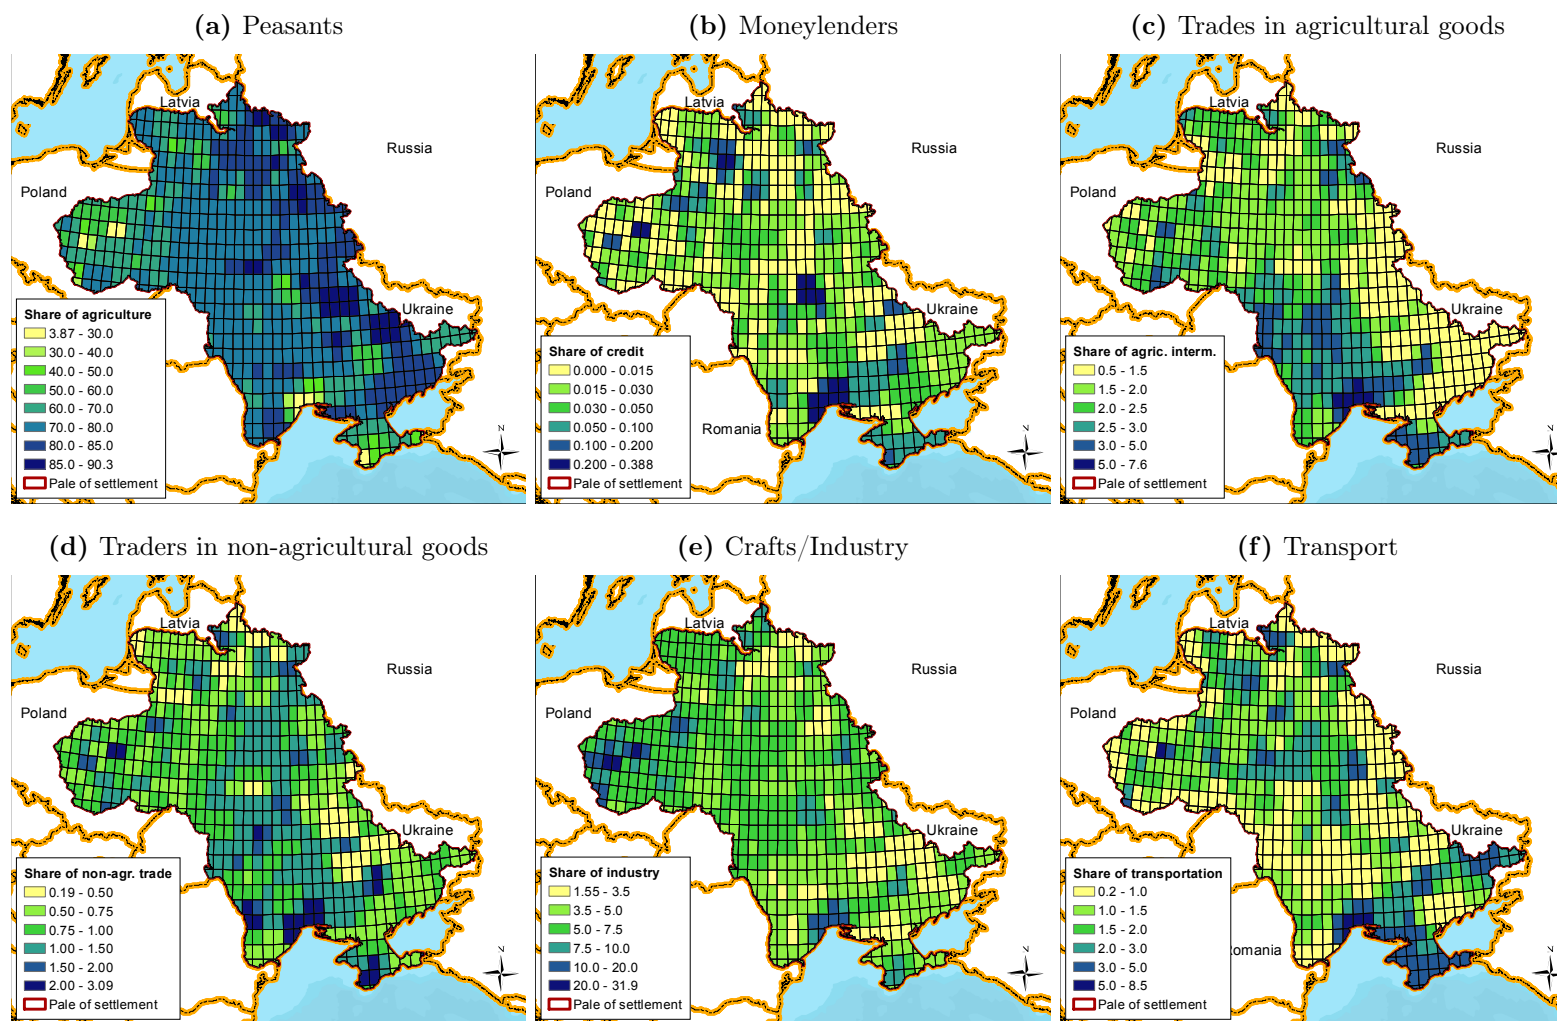 (a) Peasants
Latvia
Russia
Poland
Ukraine
Share of agriculture
3.87 - 30.0
30.0 - 40.0
40.0 - 50.0
50.0 - 60.0
60.0 - 70.0
70.0 - 80.0
80.0 - 85.0
85.0 - 90.3
Pale of settlement
N
(b) Moneylenders
Latvia
Russia
Poland
Ukraine
Share of credit
0.000 - 0.015
0.015 - 0.030
0.030 - 0.050
0.050 - 0.100
0.100 - 0.200
0.200 - 0.388
Pale of settlement
Romania
N
(c) Trades in agricultural goods
Latvia
Russia
Poland
Ukraine
Share of agric. interm.
0.5 - 1.5
1.5 - 2.0
2.0 - 2.5
2.5 - 3.0
3.0 - 5.0
5.0 - 7.6
Pale of settlement
N
(d) Traders in non-agricultural goods
Latvia
Russia
Poland
Ukraine
Share of non-agr. trade
0.19 - 0.50
0.50 - 0.75
0.75 - 1.00
1.00 - 1.50
1.50 - 2.00
2.00 - 3.09
Pale of settlement
N
(e) Crafts/Industry
Latvia
Russia
Poland
Ukraine
Share of industry
1.55 - 3.5
3.5 - 5.0
5.0 - 7.5
7.5 - 10.0
10.0 - 20.0
20.0 - 31.9
Pale of settlement
N
(f) Transport
Latvia
Russia
Poland
Ukraine
Share of transportation
0.2 - 1.0
1.0 - 1.5
1.5 - 2.0
2.0 - 3.0
3.0 - 5.0
5.0 - 8.5
Pale of settlement
omania
N